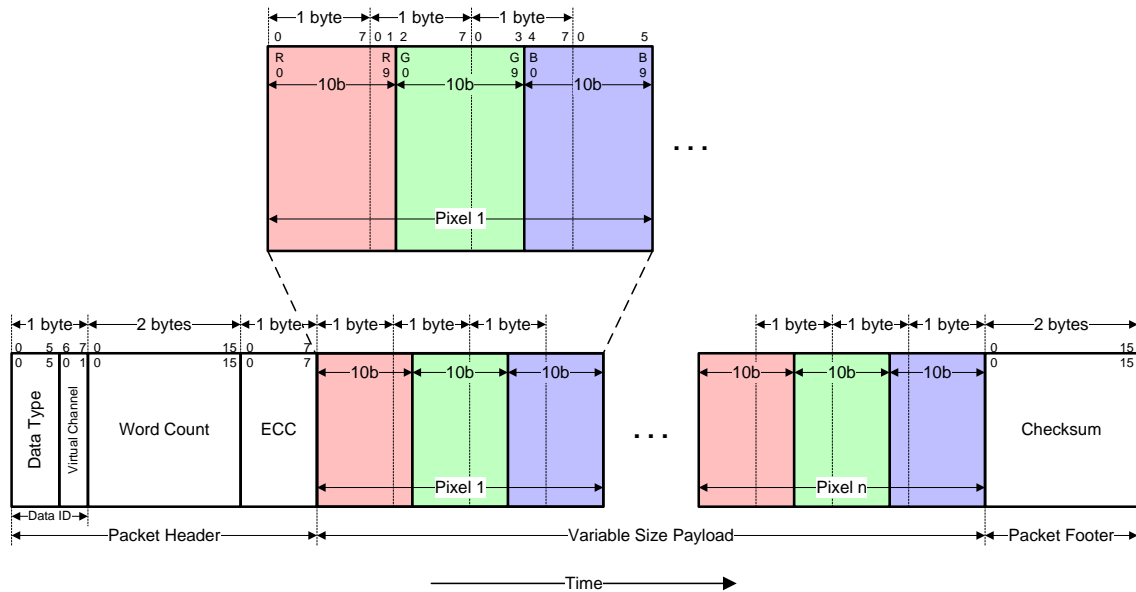 1 byte 1 byte 1 byte
0 7 0 1 2 7 0 3 4 7 0 5
R R G G B B
0 9 0 9 0 9
10b 10b 10b
. . .
Pixel 1
1 byte 2 bytes 1 byte 1 byte 1 byte 1 byte 1 byte 1 byte 1 byte 2 bytes
0 5 6 7 0 15 0 7 0 15
0 5 0 1 0 15 0 7 0 15
10b 10b 10b 10b 10b 10b
Data Type Virtual Channel Word Count ECC . . . Checksum
Pixel 1 Pixel n
Data ID
Packet Header Variable Size Payload Packet Footer
Time